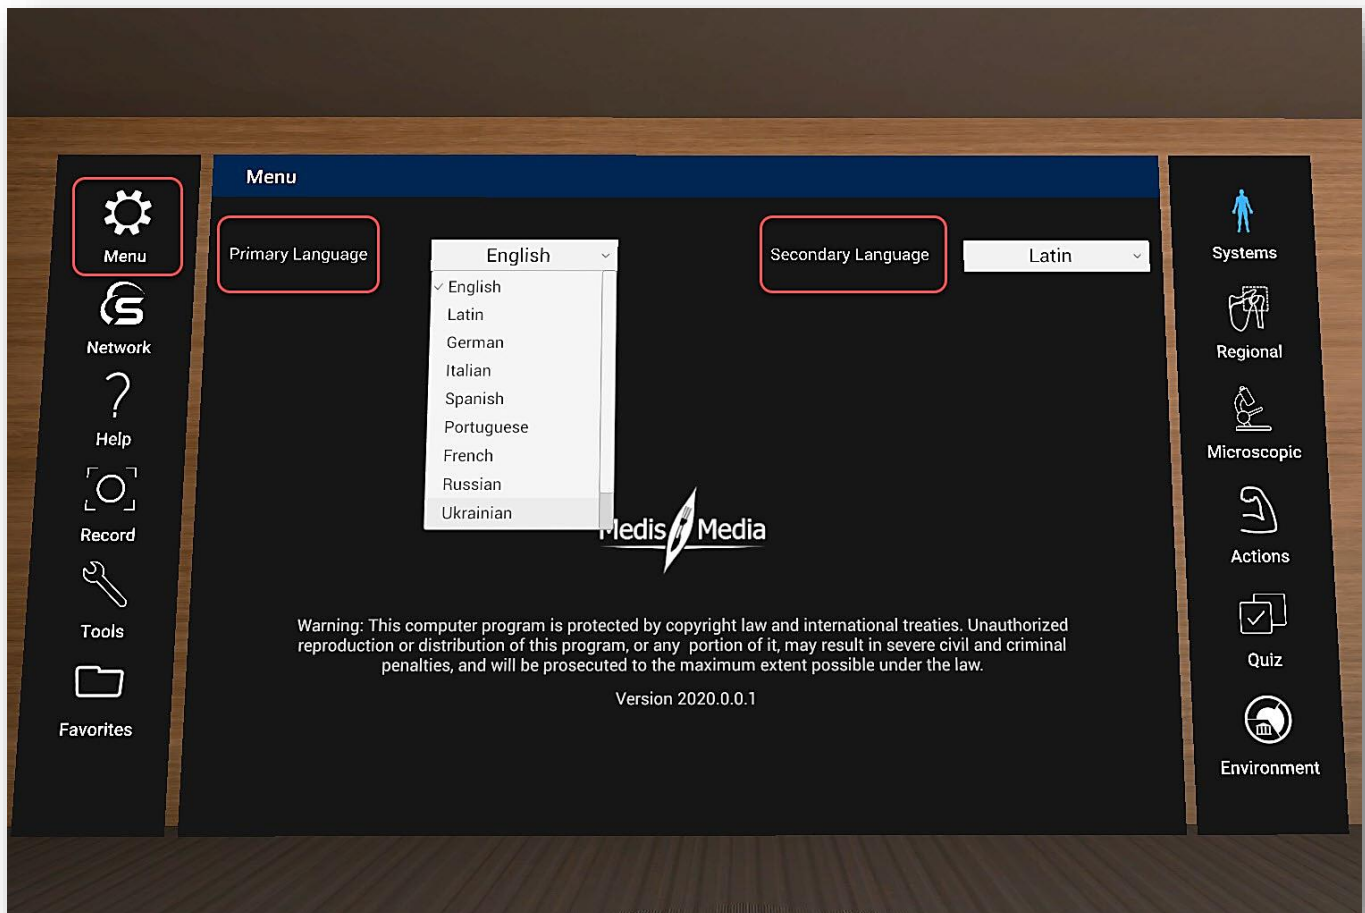 Menu
Network
Help
Record
Tools
Favorites
Menu
Primary Language
English
English
Latin
German
Italian
Spanish
Portuguese
French
Russian
Ukrainian
Secondary Language
Latin
Medis Media
Warning: This computer program is protected by copyright law and international treaties. Unauthorized
reproduction or distribution of this program, or any portion of it, may result in severe civil and criminal
penalties, and will be prosecuted to the maximum extent possible under the law.
Version 2020.0.0.1
Systems
Regional
Microscopic
Actions
Quiz
Environment